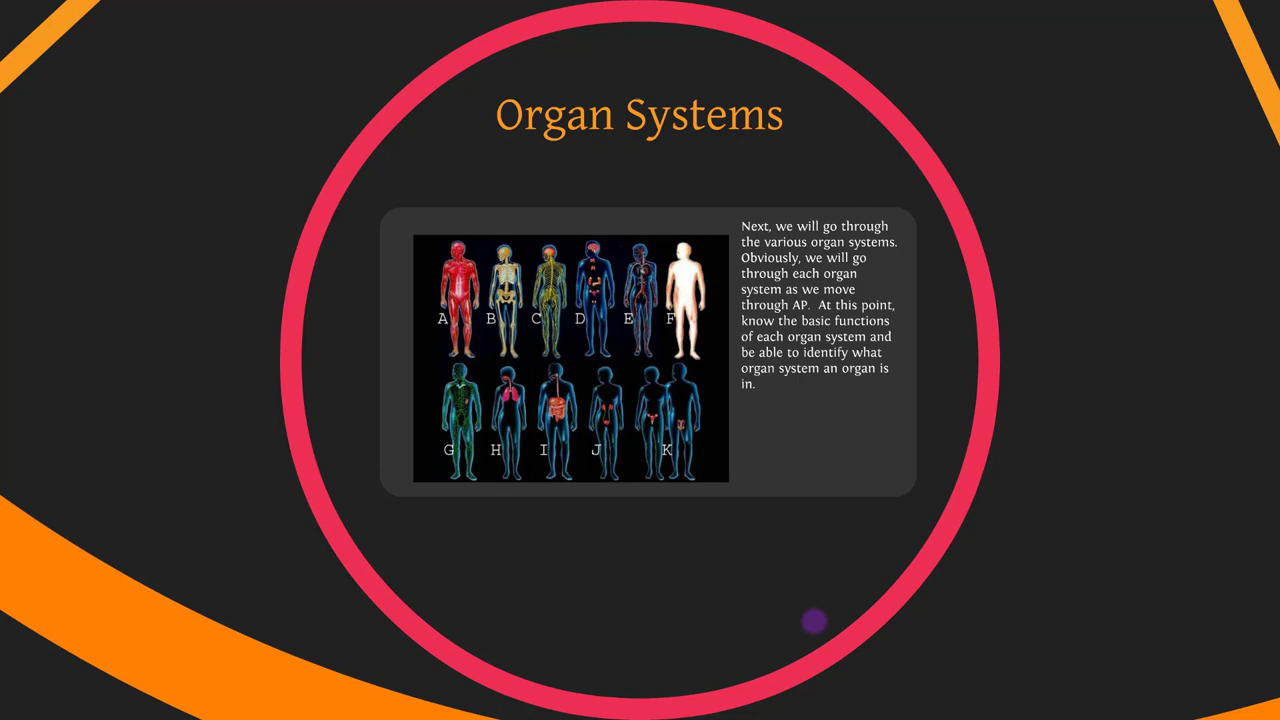 Organ Systems
Next, we will go through
the various organ systems.
Obviously, we will go
through each organ
system as we move
through AP.  At this point,
know the basic functions
of each organ system and
be able to identify what
organ system an organ is
in.
A B C D E F
G H I J K